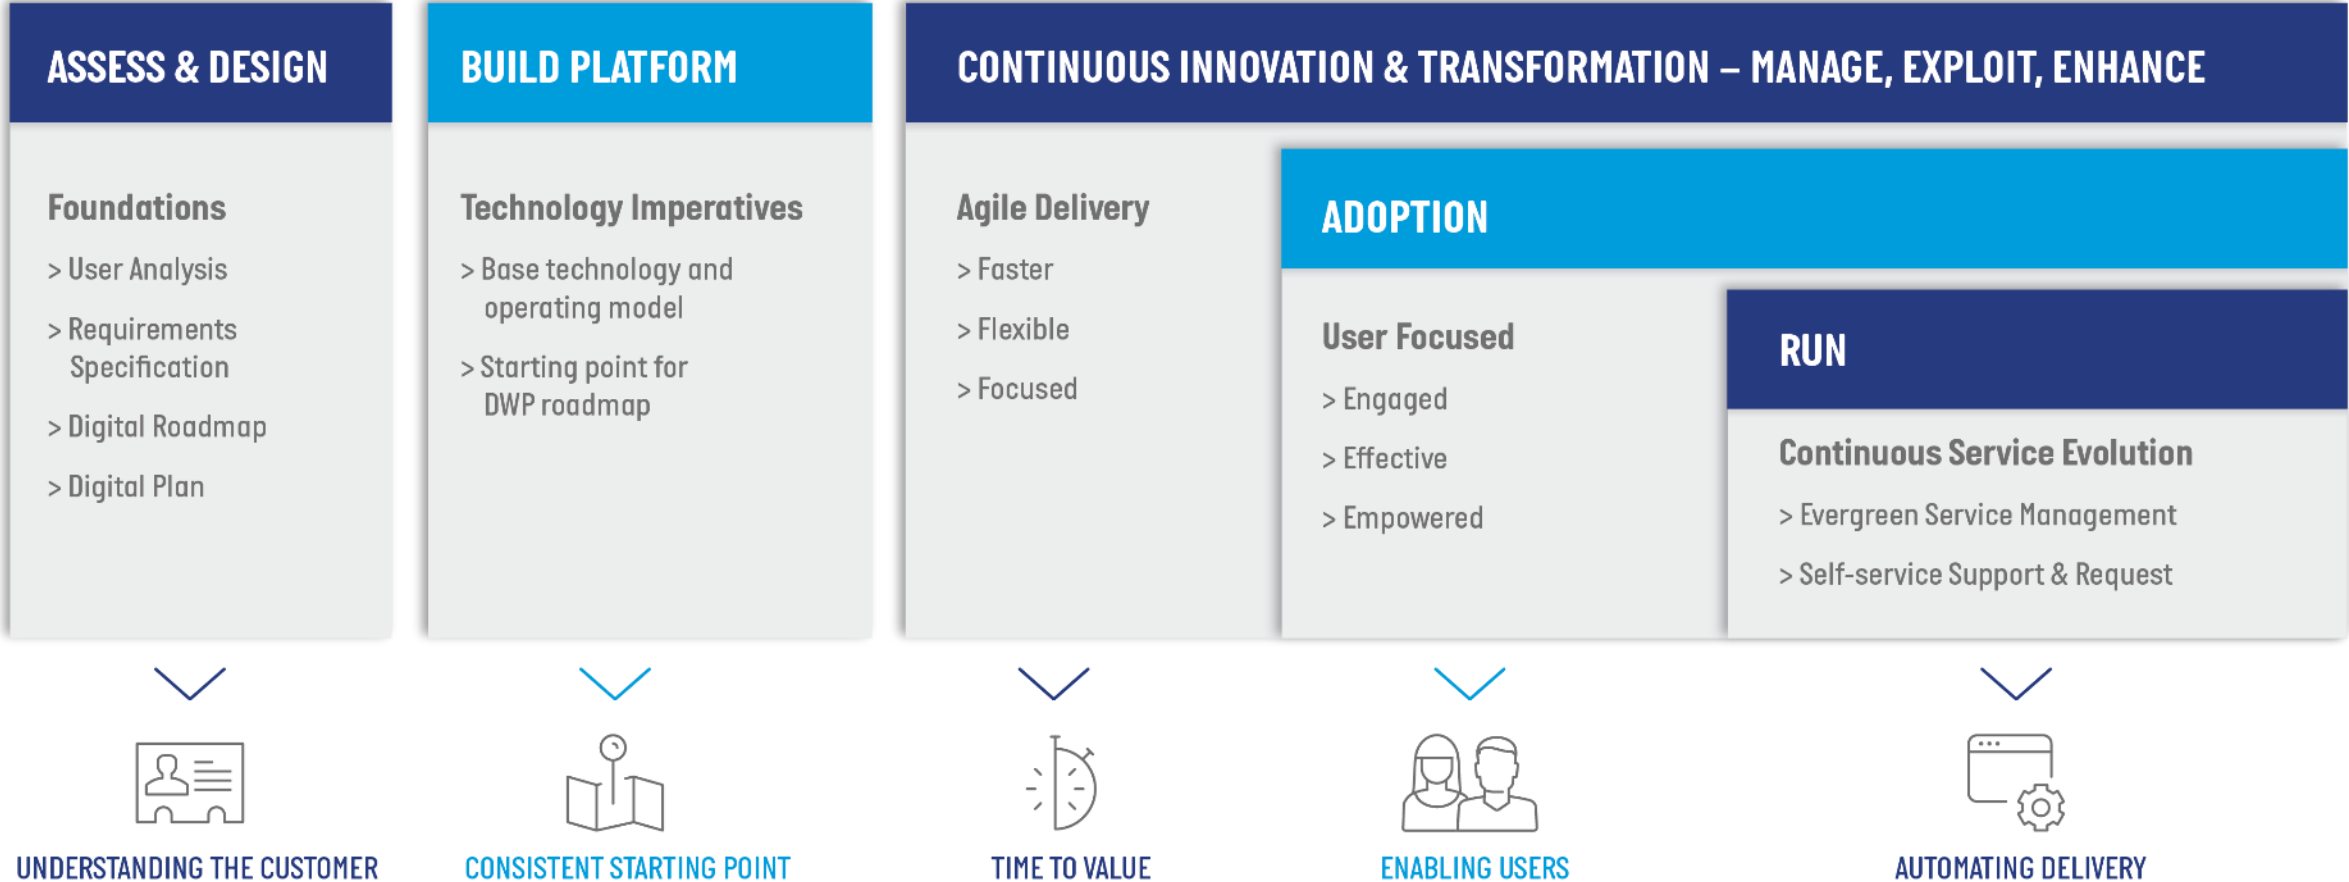 ASSESS & DESIGN
Foundations
> User Analysis
> Requirements
Specification
> Digital Roadmap
> Digital Plan
UNDERSTANDING THE CUSTOMER
BUILD PLATFORM
Technology Imperatives
> Base technology and
operating model
> Starting point for
DWP roadmap
CONSISTENT STARTING POINT
CONTINUOUS INNOVATION & TRANSFORMATION – MANAGE, EXPLOIT, ENHANCE
Agile Delivery
> Faster
> Flexible
> Focused
TIME TO VALUE
ADOPTION
User Focused
> Engaged
> Effective
> Empowered
ENABLING USERS
RUN
Continuous Service Evolution
> Evergreen Service Management
> Self-service Support & Request
AUTOMATING DELIVERY